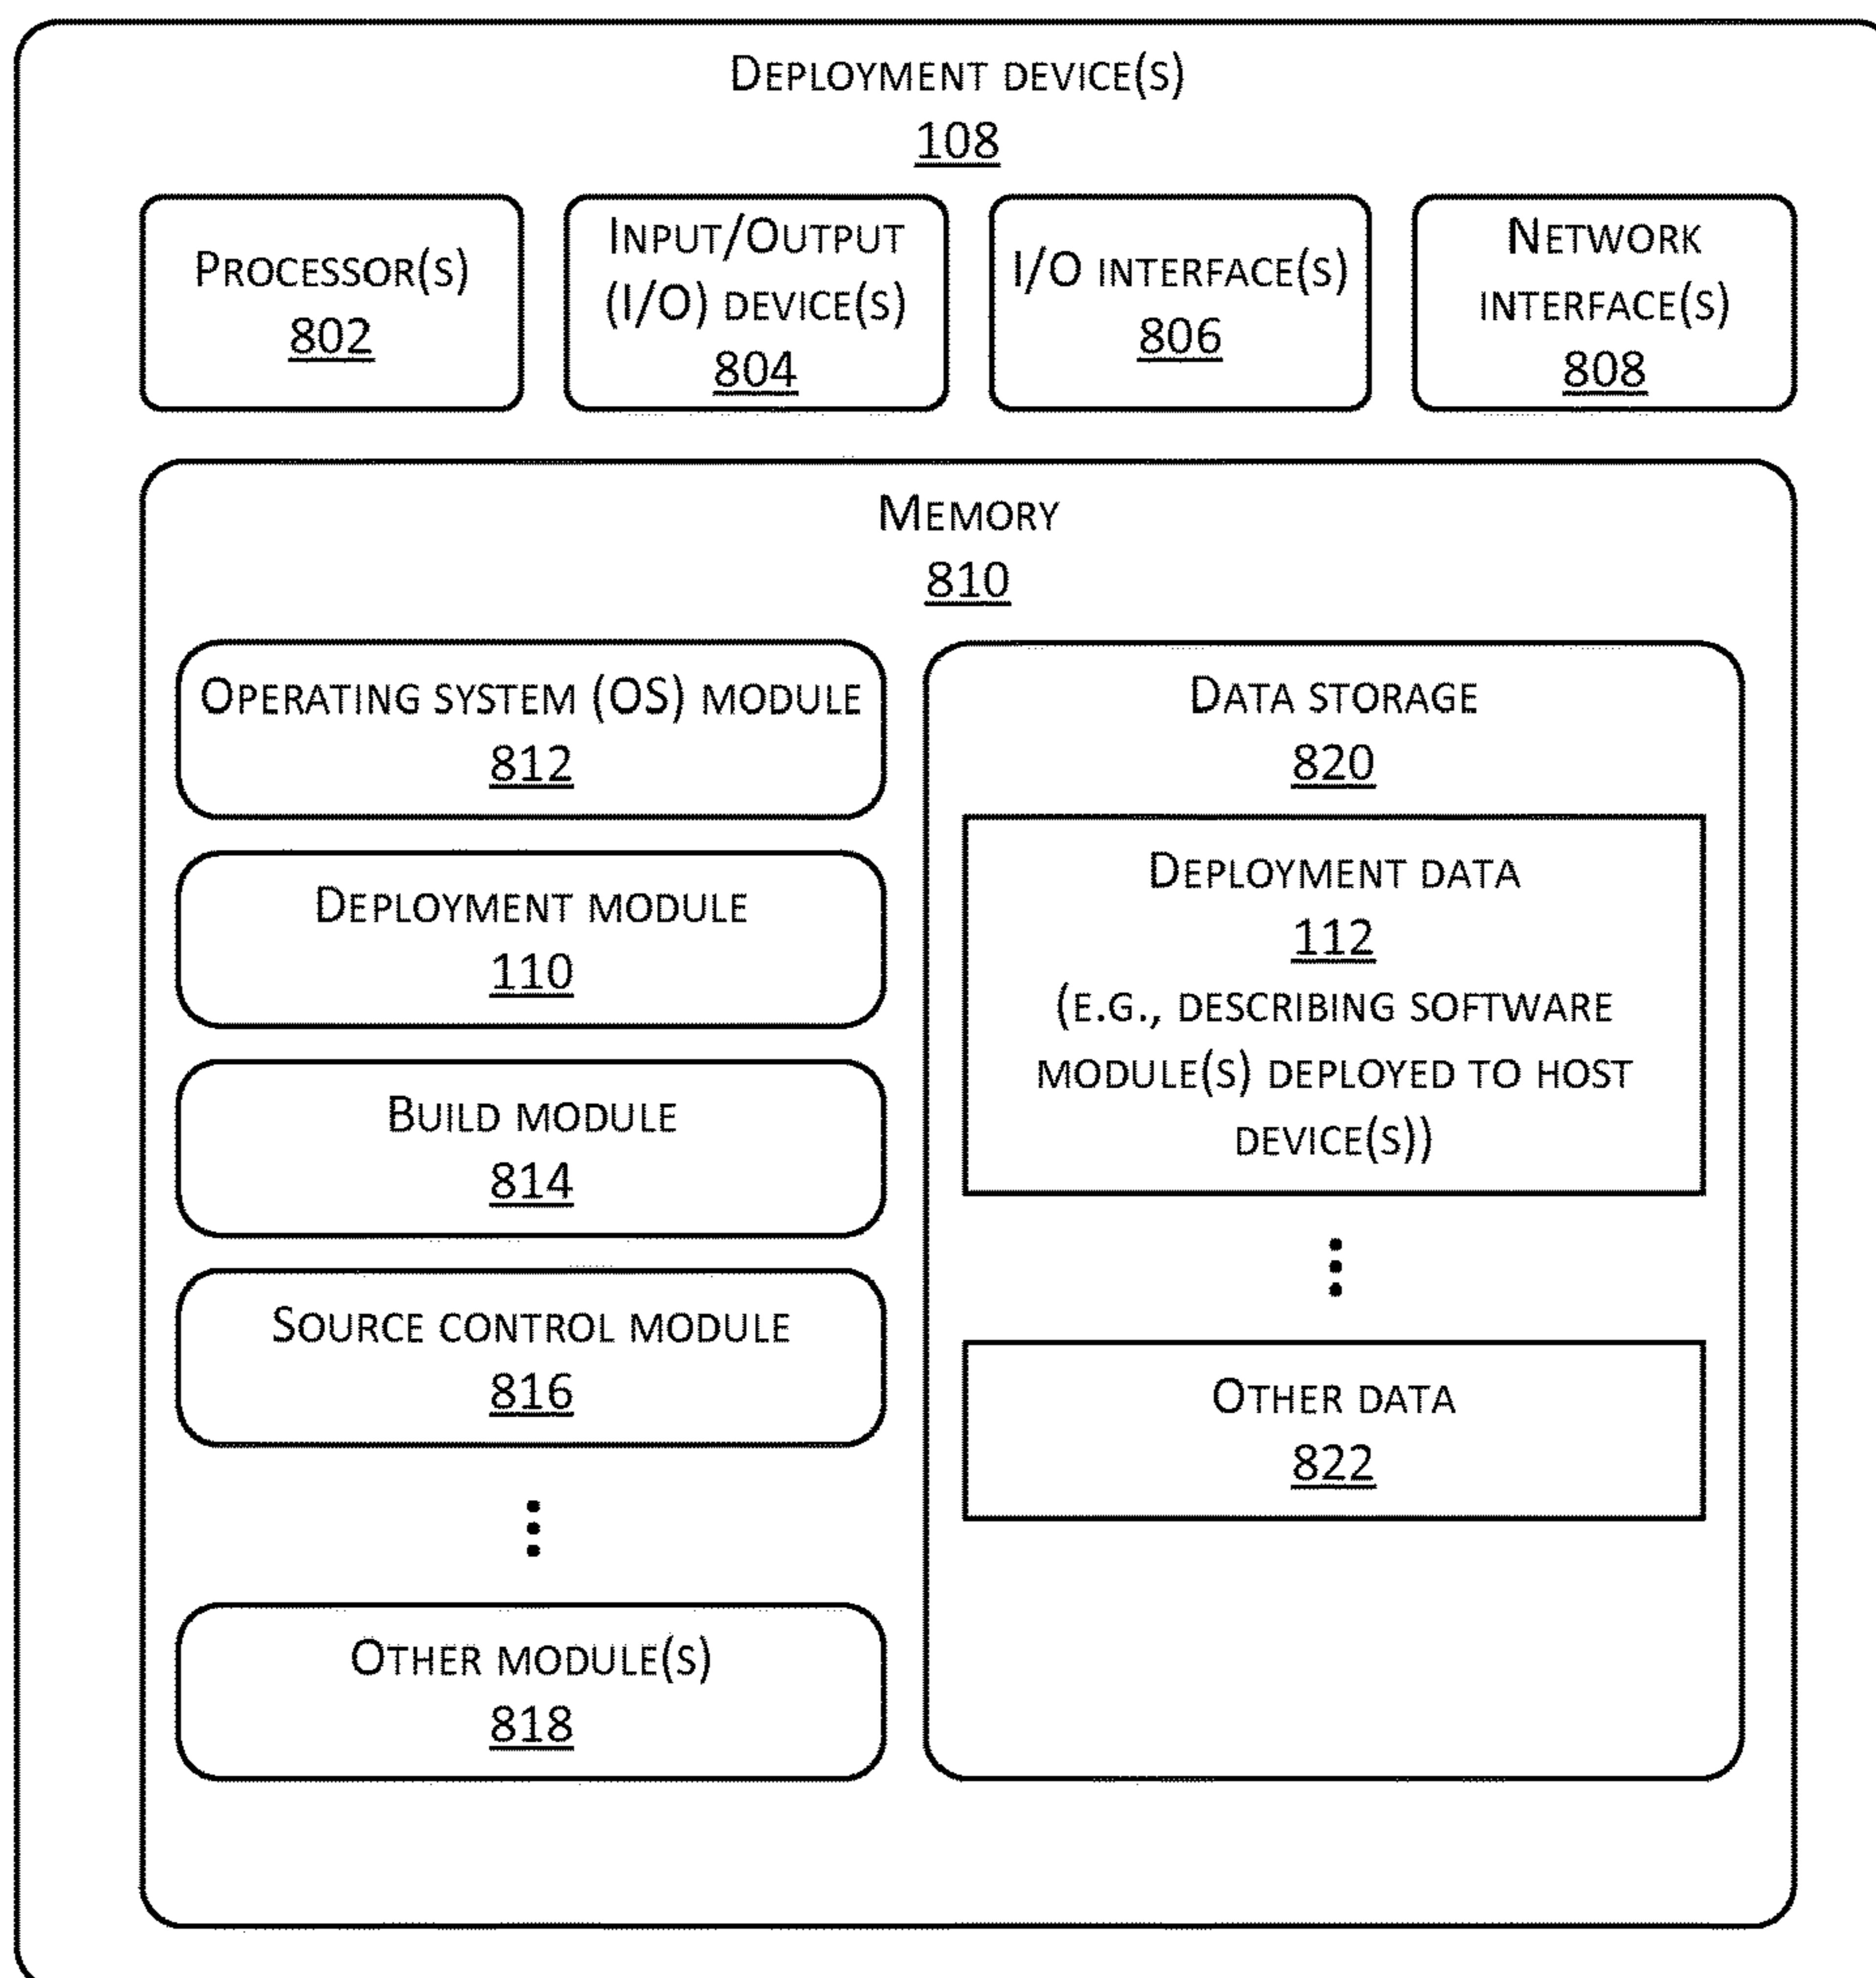 DEPLOYMENT DEVICE(S)
108
PROCESSOR(S)
802
INPUT/OUTPUT
(I/O) DEVICE(S)
804
I/O INTERFACE(S)
806
NETWORK
INTERFACE(S)
808
MEMORY
810
OPERATING SYSTEM (OS) MODULE
812
DEPLOYMENT MODULE
110
BUILD MODULE
814
SOURCE CONTROL MODULE
816
OTHER MODULE(S)
818
DATA STORAGE
820
DEPLOYMENT DATA
112
(E.G., DESCRIBING SOFTWARE
MODULE(S) DEPLOYED TO HOST
DEVICE(S))
OTHER DATA
822